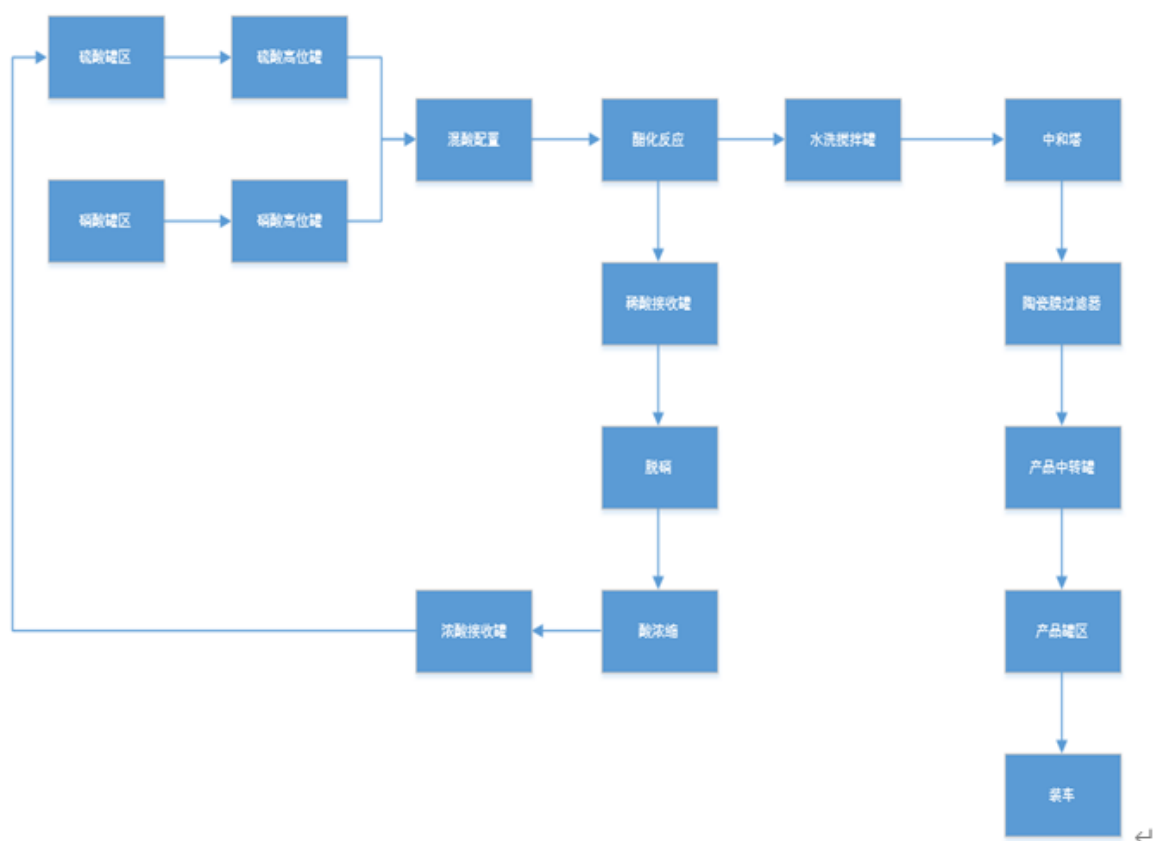 硫酸罐区
硫酸高位罐
混酸配置
酯化反应
水洗搅拌罐
中和塔
硝酸罐区
硝酸高位罐
稀酸接收罐
陶瓷膜过滤器
脱硝
产品中转罐
浓酸接收罐
酸浓缩
产品罐区
装车